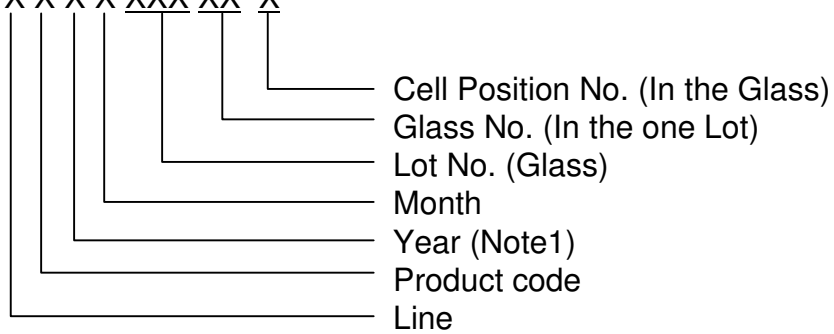 X X X X XXX XX X
Cell Position No. (In the Glass)
Glass No. (In the one Lot)
Lot No. (Glass)
Month
Year (Note1)
Product code
Line